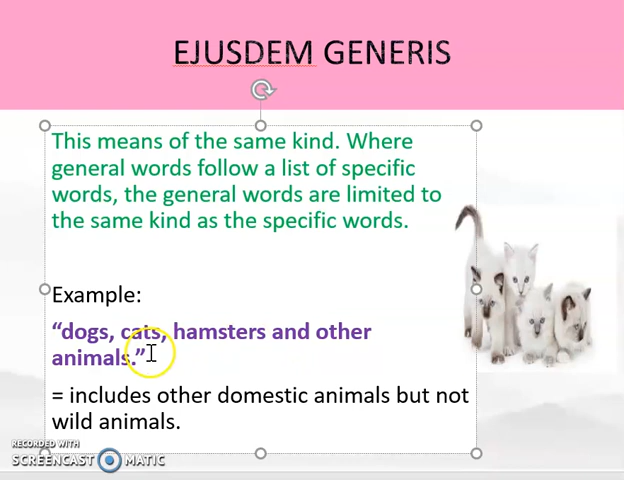 EJUSDEM GENERIS
This means of the same kind. Where
general words follow a list of specific
words, the general words are limited to
the same kind as the specific words.
Example:
“dogs, cats, hamsters and other
animals.”
= includes other domestic animals but not
wild animals.
RECORDED WITH
SCREENCAST MATIC